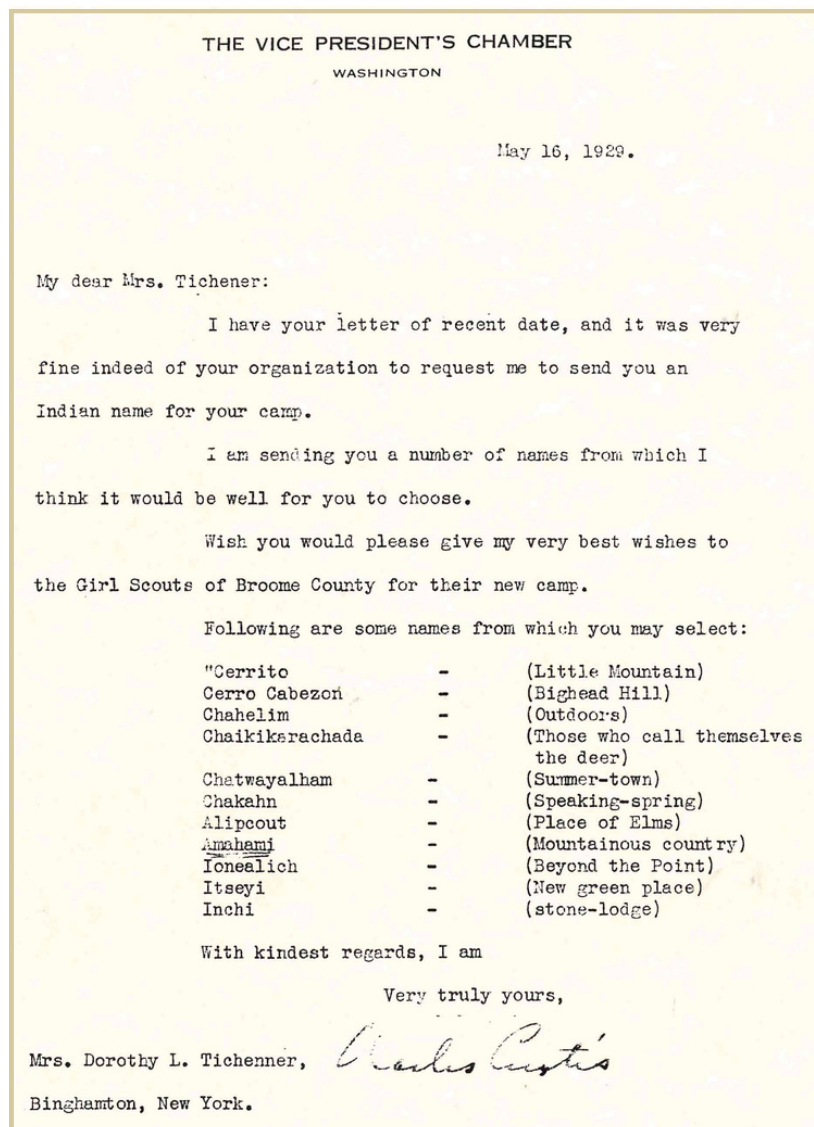 THE VICE PRESIDENT'S CHAMBER
WASHINGTON
May 16, 1929.
My dear Mrs. Tichener:
I have your letter of recent date, and it was very
fine indeed of your organization to request me to send you an
Indian name for your camp.
I am sending you a number of names from which I
think it would be well for you to choose.
Wish you would please give my very best wishes to
the Girl Scouts of Broome County for their new camp.
Following are some names from which you may select:
"Cerrito - (Little Mountain)
Cerro Cabezon - (Bighead Hill)
Chahelim - (Outdoors)
Chaikikarachada - (Those who call themselves
the deer)
Chatwayalham - (Summer-town)
Chakahn - (Speaking-spring)
Alipcout - (Place of Elms)
Amahami - (Mountainous country)
Ionealich - (Beyond the Point)
Itseyi - (New green place)
Inchi - (stone-lodge)
With kindest regards, I am
Very truly yours,
Charles Curtis
Mrs. Dorothy L. Tichenner,
Binghamton, New York.